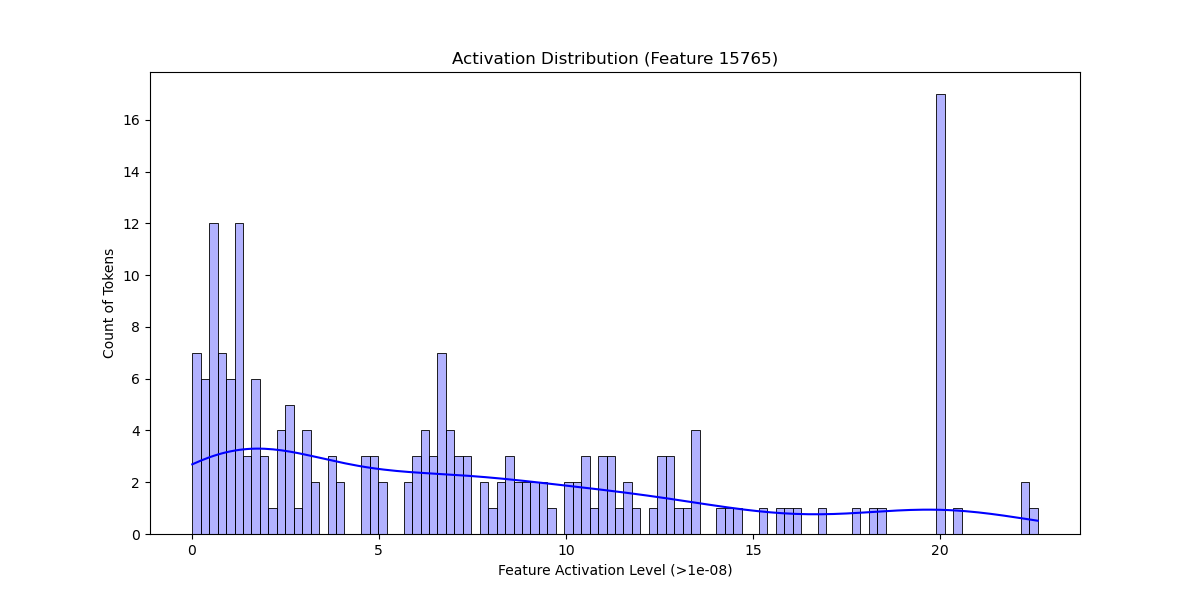 Activation Distribution (Feature 15765)
16
14
12
10
8
6
4
2
0
Count of Tokens
0 5 10 15 20
Feature Activation Level (>1e-08)